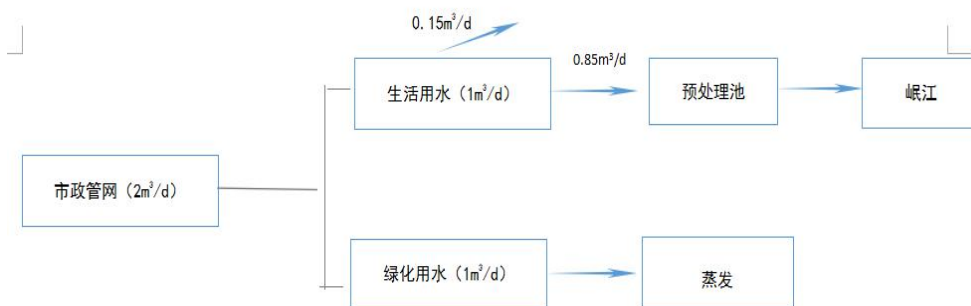 0.15m³/d
0.85m³/d
生活用水（1m³/d）
预处理池
岷江
市政管网（2m³/d）
绿化用水（1m³/d）
蒸发